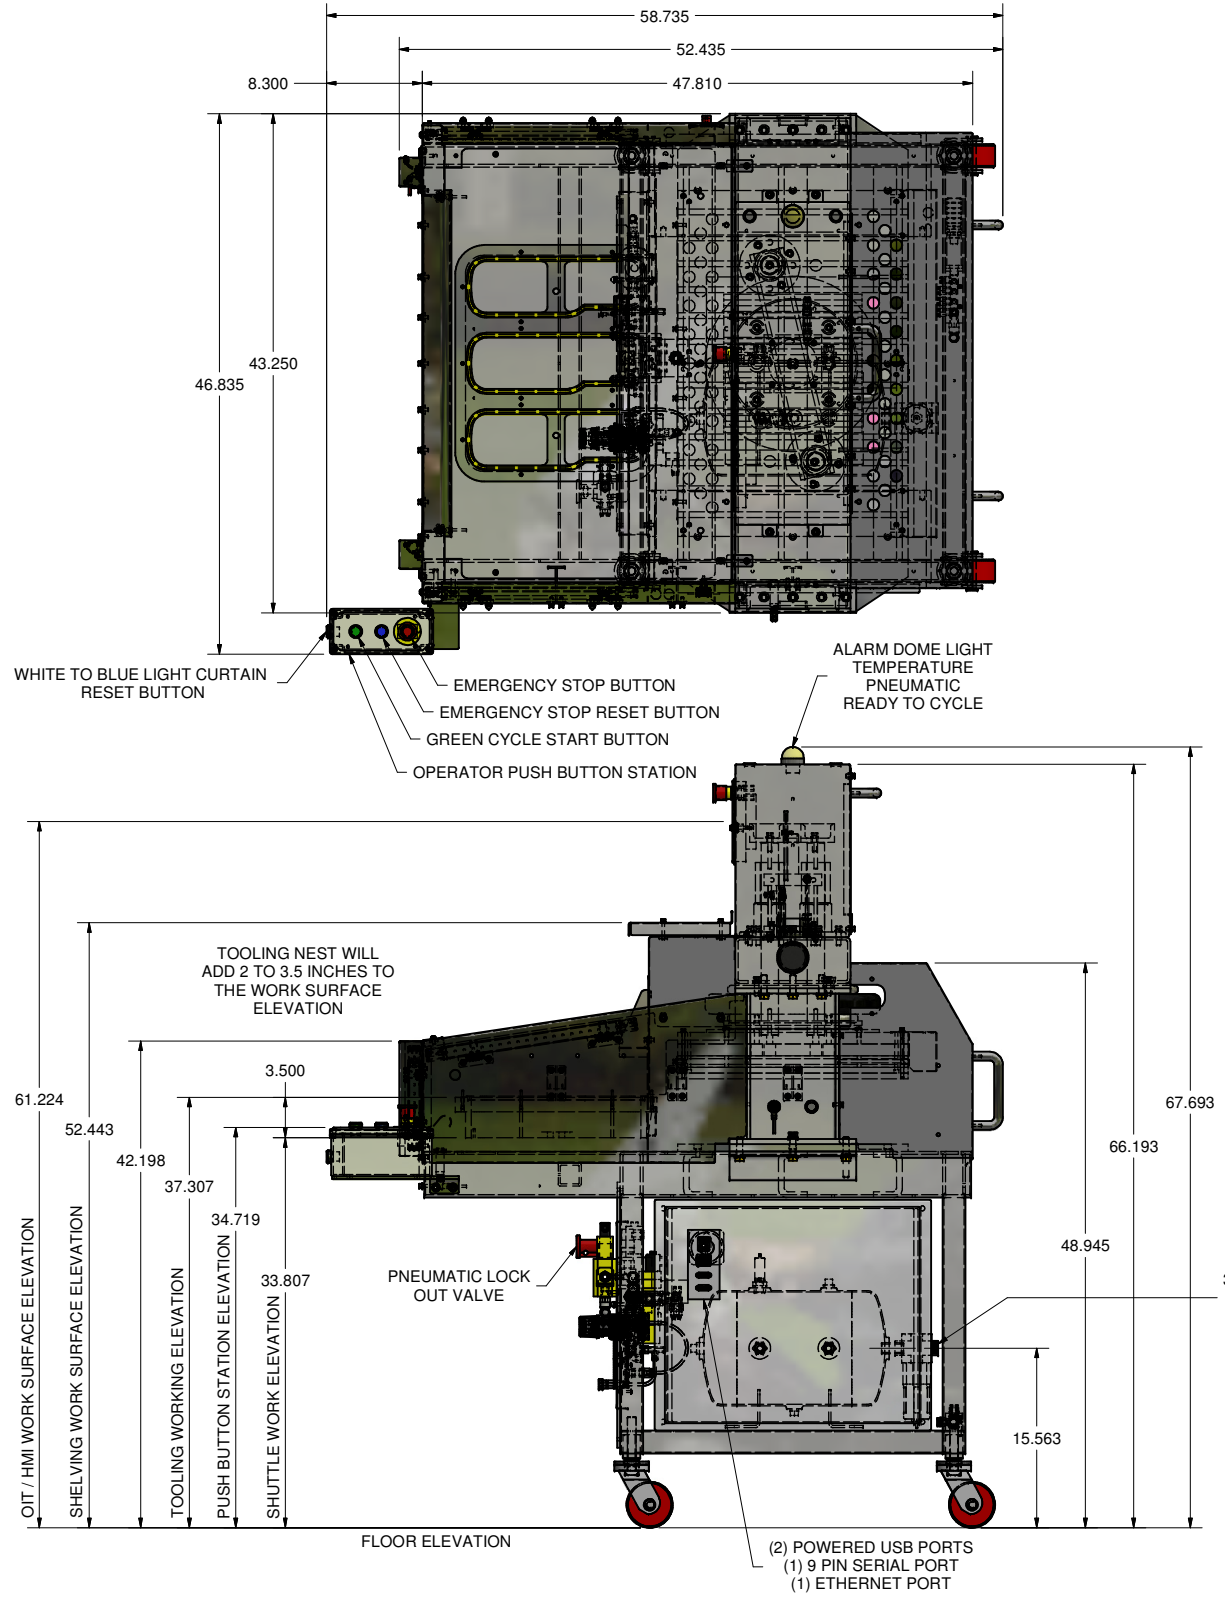 58.735
52.435
8.300
47.810
43.250
46.835
WHITE TO BLUE LIGHT CURTAIN
RESET BUTTON
EMERGENCY STOP BUTTON
EMERGENCY STOP RESET BUTTON
GREEN CYCLE START BUTTON
OPERATOR PUSH BUTTON STATION
ALARM DOME LIGHT
TEMPERATURE
PNEUMATIC
READY TO CYCLE
TOOLING NEST WILL
ADD 2 TO 3.5 INCHES TO
THE WORK SURFACE
ELEVATION
3.500
61.224
52.443
42.198
37.307
34.719
33.807
67.693
66.193
48.945
15.563
OIT / HMI WORK SURFACE ELEVATION
SHELVING WORK SURFACE ELEVATION
TOOLING WORKING ELEVATION
PUSH BUTTON STATION ELEVATION
SHUTTLE WORK ELEVATION
PNEUMATIC LOCK
OUT VALVE
FLOOR ELEVATION
(2) POWERED USB PORTS
(1) 9 PIN SERIAL PORT
(1) ETHERNET PORT